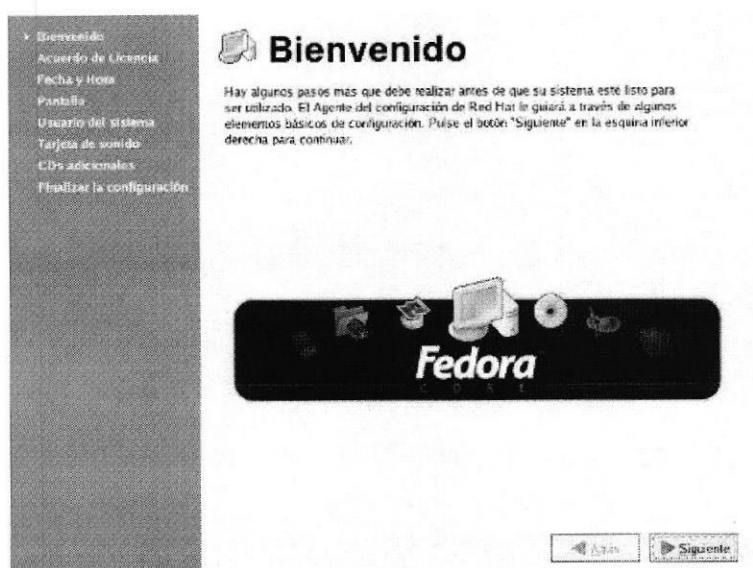 Bienvenido
Acuerdo de Licencia
Fecha y Hora
Pantalla
Usuario del sistema
Tarjeta de sonido
CDs adicionales
Finalizar la configuración
Bienvenido
Hay algunos pasos más que debe realizar antes de que su sistema esté listo para
ser utilizado. El Agente del configuración de Red Hat le guiará a través de algunos
elementos básicos de configuración. Pulse el botón "Siguiente" en la esquina inferior
derecha para continuar.
Fedora
CORE
Atrás
Siguiente